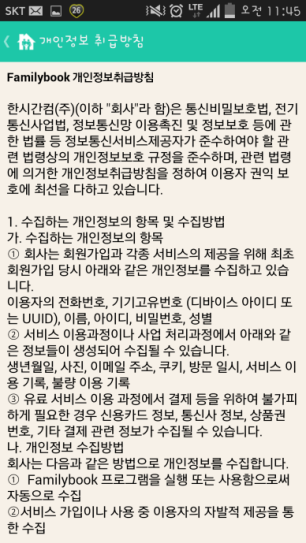 SKT 26 LTE 오전 11:45
개인정보 취급방침
Familybook 개인정보취급방침
한시간컴(주)(이하 "회사"라 함)은 통신비밀보호법, 전기
통신사업법, 정보통신망 이용촉진 및 정보보호 등에 관
한 법률 등 정보통신서비스제공자가 준수하여야 할 관
련 법령상의 개인정보보호 규정을 준수하며, 관련 법령
에 의거한 개인정보취급방침을 정하여 이용자 권익 보
호에 최선을 다하고 있습니다.
1. 수집하는 개인정보의 항목 및 수집방법
가. 수집하는 개인정보의 항목
① 회사는 회원가입과 각종 서비스의 제공을 위해 최초
회원가입 당시 아래와 같은 개인정보를 수집하고 있습
니다.
이용자의 전화번호, 기기고유번호 (디바이스 아이디 또
는 UUID), 이름, 아이디, 비밀번호, 성별
② 서비스 이용과정이나 사업 처리과정에서 아래와 같
은 정보들이 생성되어 수집될 수 있습니다.
생년월일, 사진, 이메일 주소, 쿠키, 방문 일시, 서비스 이
용 기록, 불량 이용 기록
③ 유료 서비스 이용 과정에서 결제 등을 위하여 불가피
하게 필요한 경우 신용카드 정보, 통신사 정보, 상품권
번호, 기타 결제 관련 정보가 수집될 수 있습니다.
나. 개인정보 수집방법
회사는 다음과 같은 방법으로 개인정보를 수집합니다.
① Familybook 프로그램을 실행 또는 사용함으로써
자동으로 수집
②서비스 가입이나 사용 중 이용자의 자발적 제공을 통
한 수집